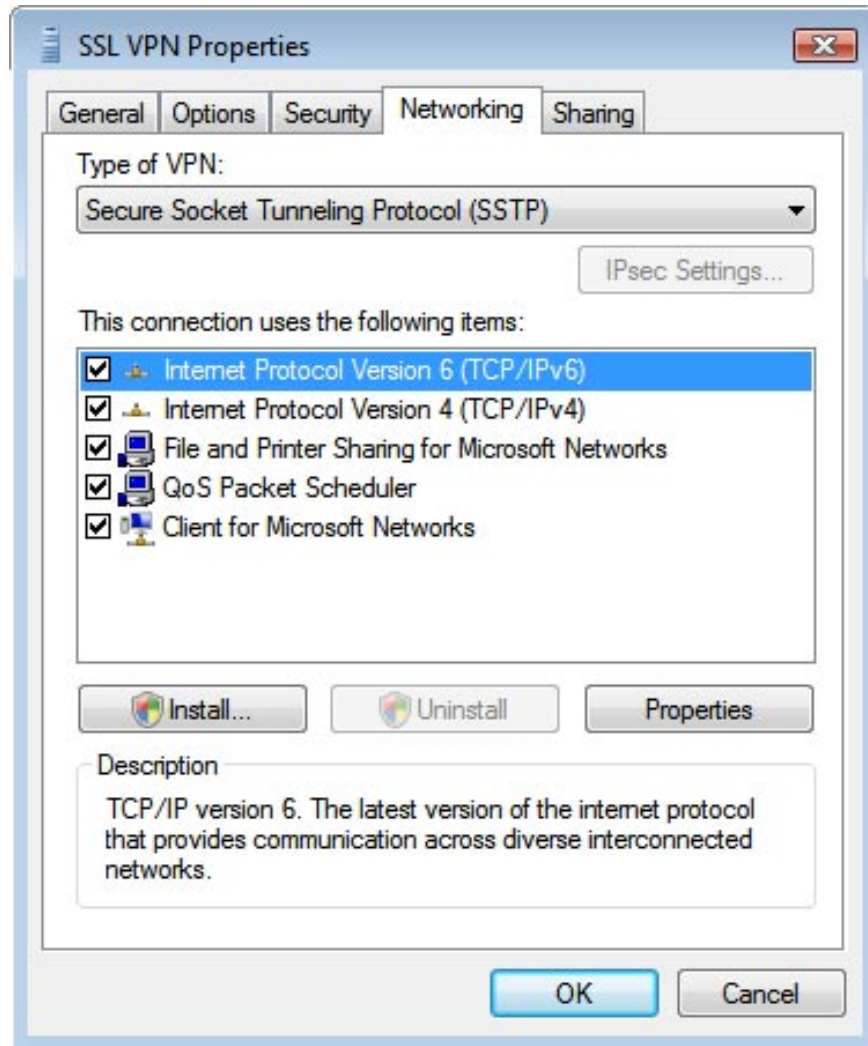 SSL VPN Properties
General Options Security Networking Sharing
Type of VPN:
Secure Socket Tunneling Protocol (SSTP)
IPsec Settings...
This connection uses the following items:
Internet Protocol Version 6 (TCP/IPv6)
Internet Protocol Version 4 (TCP/IPv4)
File and Printer Sharing for Microsoft Networks
QoS Packet Scheduler
Client for Microsoft Networks
Install... Uninstall Properties
Description
TCP/IP version 6. The latest version of the internet protocol
that provides communication across diverse interconnected
networks.
OK Cancel